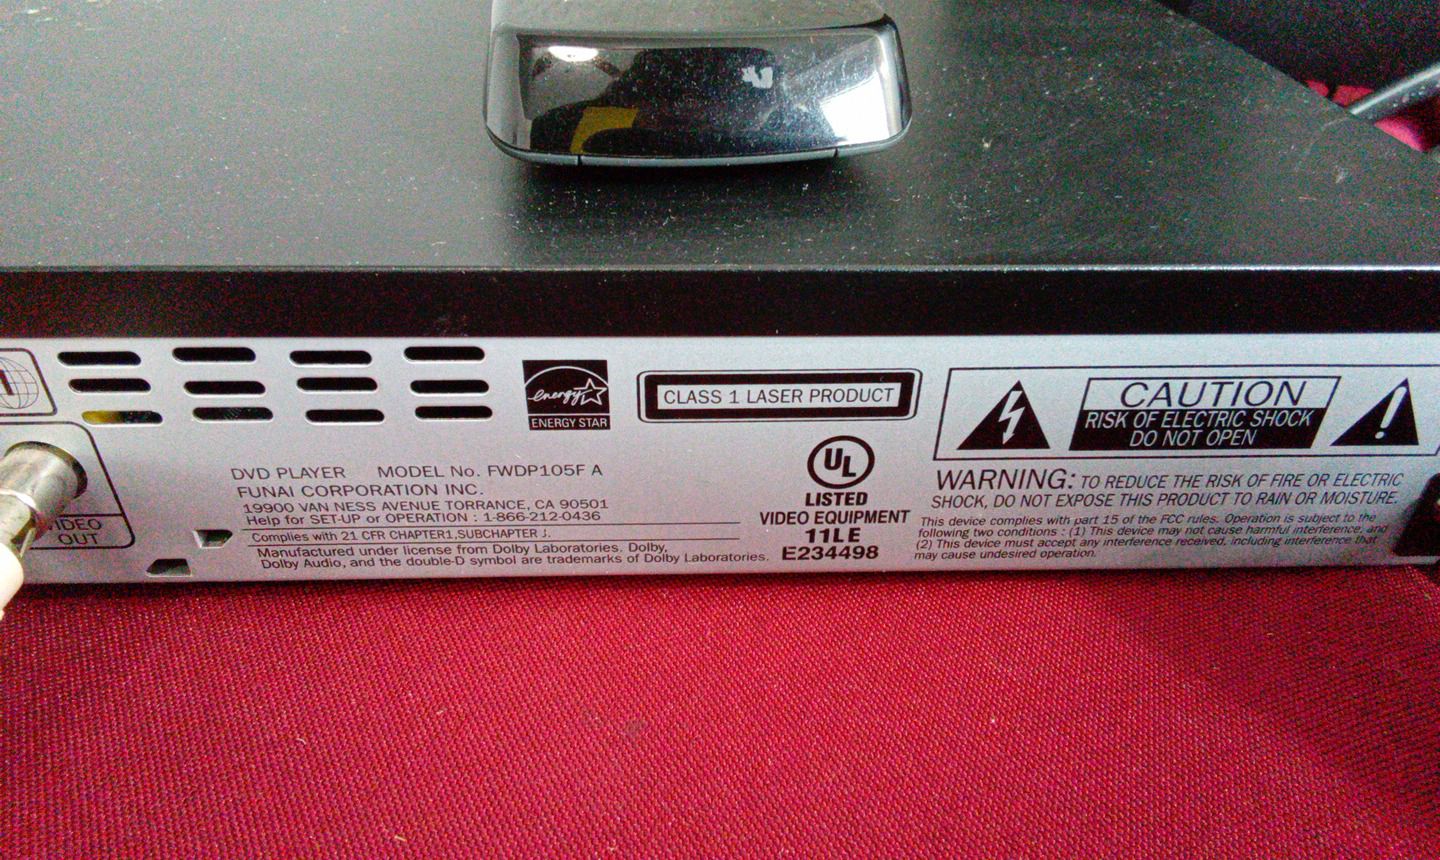 energy
ENERGY STAR
CLASS 1 LASER PRODUCT
CAUTION
RISK OF ELECTRIC SHOCK
DO NOT OPEN
DVD PLAYER MODEL No. FWDP105F A
FUNAI CORPORATION INC.
19900 VAN NESS AVENUE TORRANCE, CA 90501
Help for SET-UP or OPERATION : 1-866-212-0436
Complies with 21 CFR CHAPTER1,SUBCHAPTER J.
Manufactured under license from Dolby Laboratories. Dolby,
Dolby Audio, and the double-D symbol are trademarks of Dolby Laboratories.
VIDEO
OUT
UL
LISTED
VIDEO EQUIPMENT
11LE
E234498
WARNING: TO REDUCE THE RISK OF FIRE OR ELECTRIC
SHOCK, DO NOT EXPOSE THIS PRODUCT TO RAIN OR MOISTURE.
This device complies with part 15 of the FCC rules. Operation is subject to the
following two conditions : (1) This device may not cause harmful interference, and
(2) This device must accept any interference received, including interference that
may cause undesired operation.